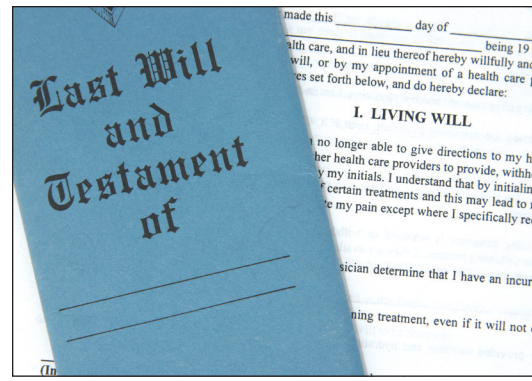 Last Will
and
Testament
of
made this ____________ day of ____________
being 19
alth care, and in lieu thereof hereby willfully and
will, or by my appointment of a health care
res set forth below, and do hereby declare:
I. LIVING WILL
no longer able to give directions to my h
her health care providers to provide, withh
y my initials. I understand that by initialin
certain treatments and this may lead to
e my pain except where I specifically re
sician determine that I have an incur
ning treatment, even if it will not
(In